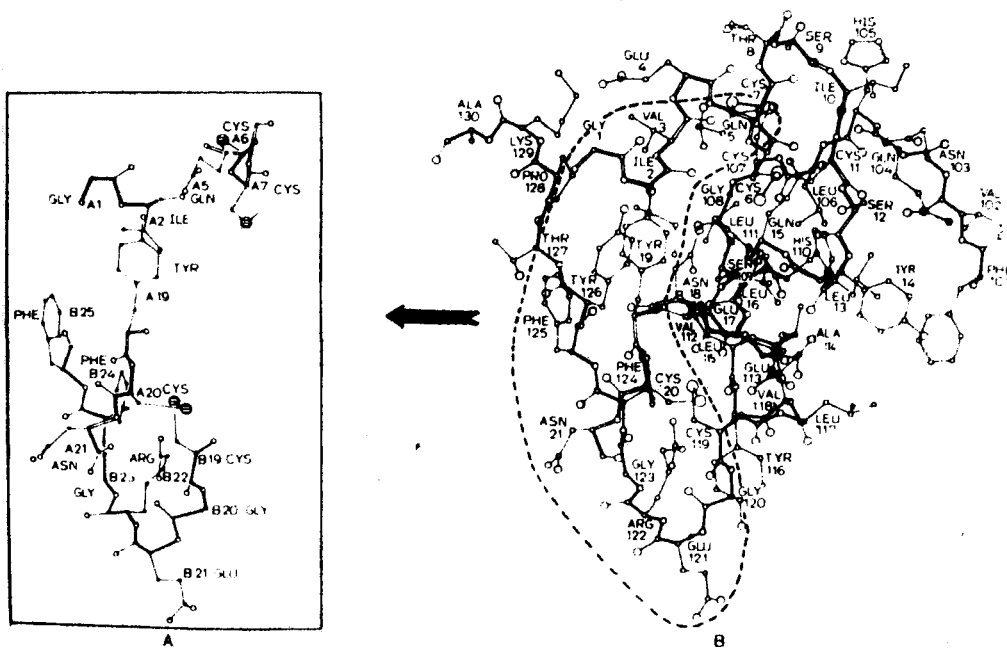 CYS
A6
GLY
A1
A5
GLN
A7
CYS
A2
ILE
TYR
A19
PHE
B25
PHE
B24
A20
CYS
A21
ASN
ARG
B19 CYS
B23
B22
GLY
B20 GLY
B21 GLU
A
ALA
130
LYS
129
PRO
128
GLY
1
GLU
4
VAL
3
ILE
2
GLN
5
CYS
7
THR
8
SER
9
HIS
105
ILE
10
CYS
11
GLN
104
ASN
103
CYS
107
CYS
6
GLY
108
LEU
106
SER
12
LEU
111
GLN
15
HIS
110
THR
127
TYR
19
TYR
126
ASN
18
LEU
16
LEU
13
TYR
14
PHE
125
VAL
112
LEU
115
PHE
124
CYS
20
GLU
113
VAL
118
ALA
LEU
ASN
21
CYS
119
TYR
116
GLY
123
GLY
120
ARG
122
GLU
121
B